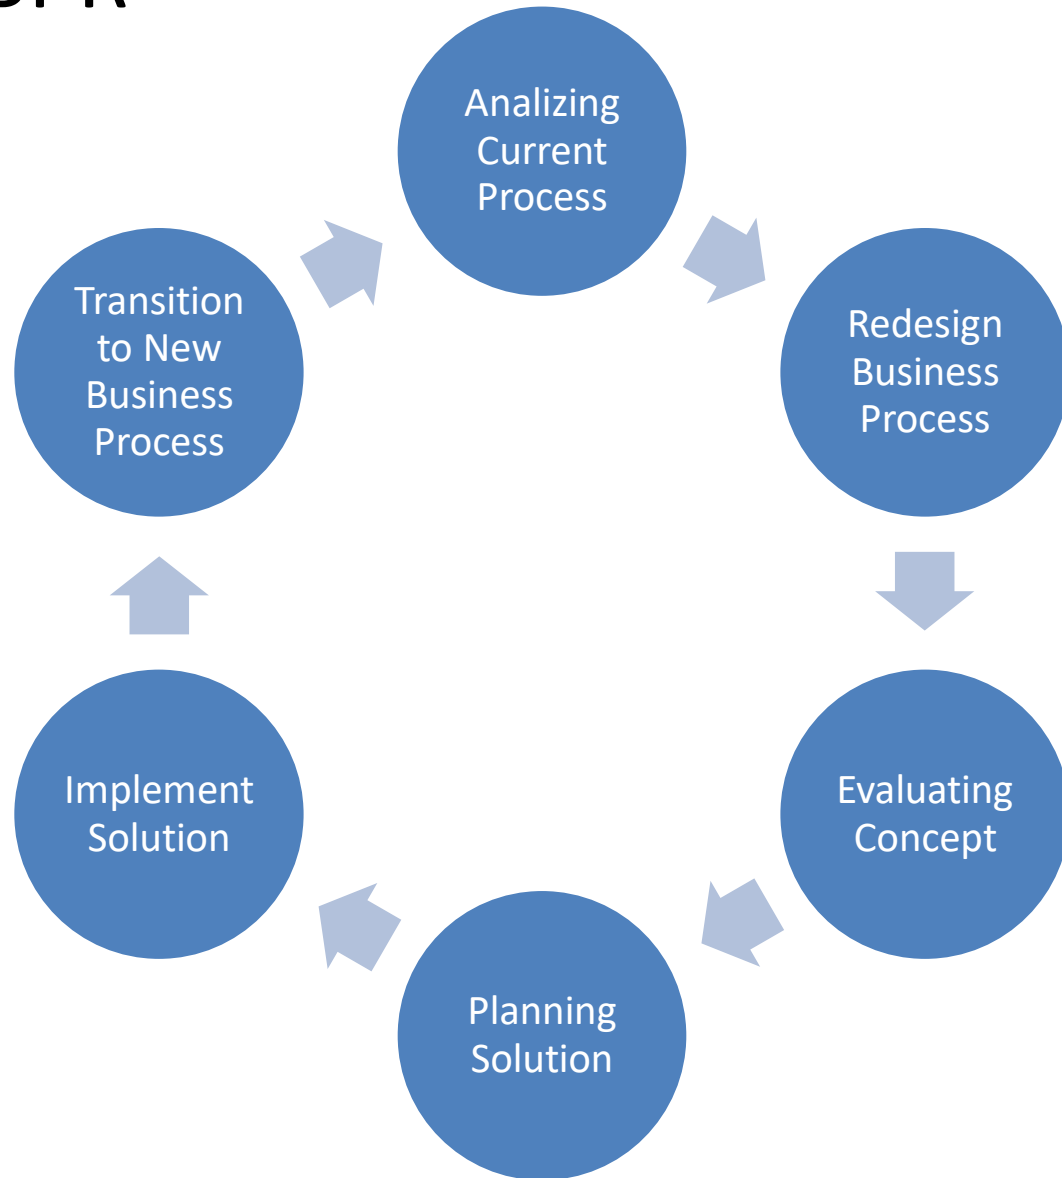 Analizing
Current
Process
Redesign
Business
Process
Evaluating
Concept
Planning
Solution
Implement
Solution
Transition
to New
Business
Process